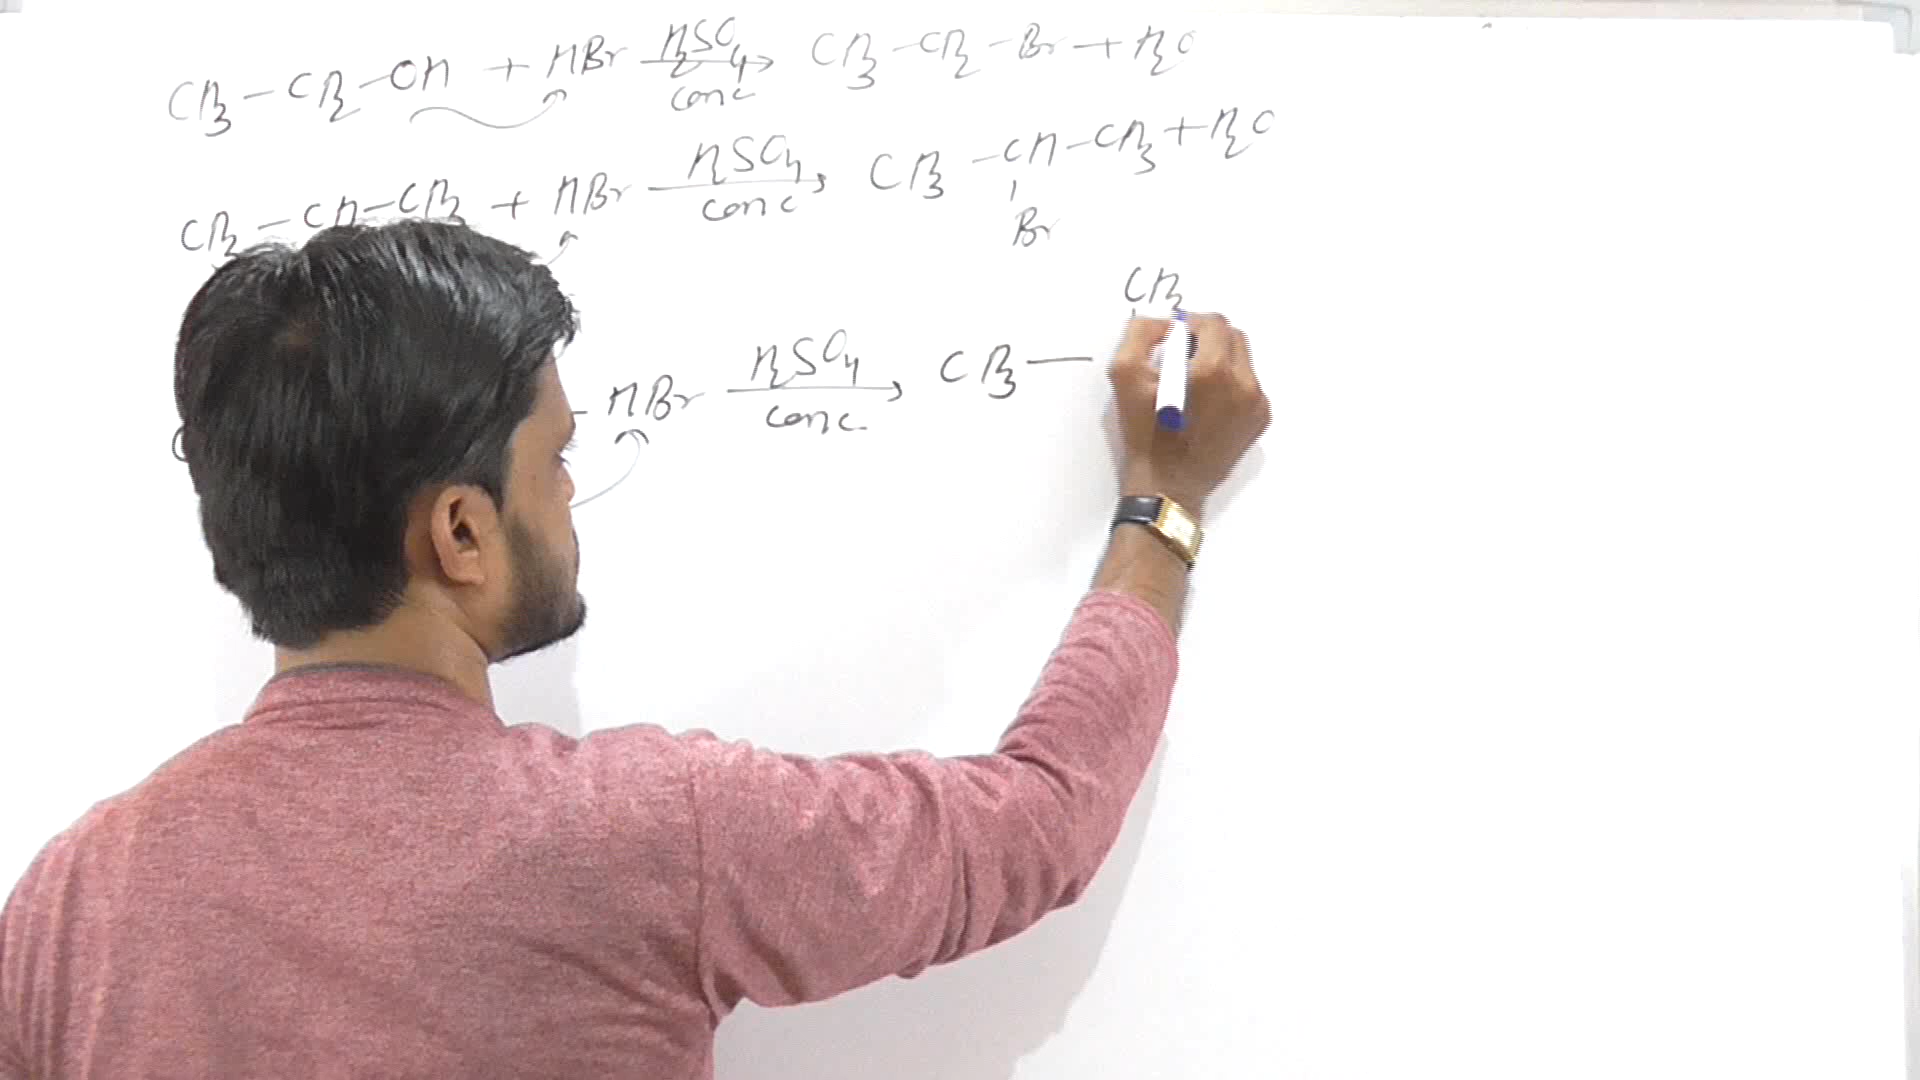 CH3-CH2-OH + HBr H2SO4 conc → CH3-CH2-Br + H2O
CH3-CH-CH3 + HBr H2SO4 conc → CH3-CH-CH3 + H2O
Br
CH3
HBr H2SO4 conc → CH3-